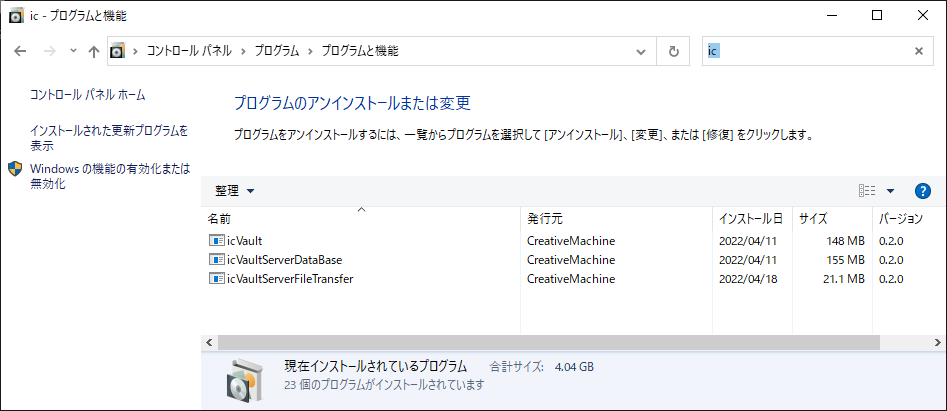 ic - プログラムと機能
コントロール パネル › プログラム › プログラムと機能
ic
コントロール パネル ホーム
インストールされた更新プログラムを
表示
Windows の機能の有効化または
無効化
プログラムのアンインストールまたは変更
プログラムをアンインストールするには、一覧からプログラムを選択して [アンインストール]、[変更]、または [修復] をクリックします。
整理
名前 発行元 インストール日 サイズ バージョン
icVault CreativeMachine 2022/04/11 148 MB 0.2.0
icVaultServerDataBase CreativeMachine 2022/04/11 155 MB 0.2.0
icVaultServerFileTransfer CreativeMachine 2022/04/18 21.1 MB 0.2.0
現在インストールされているプログラム 合計サイズ: 4.04 GB
23 個のプログラムがインストールされています